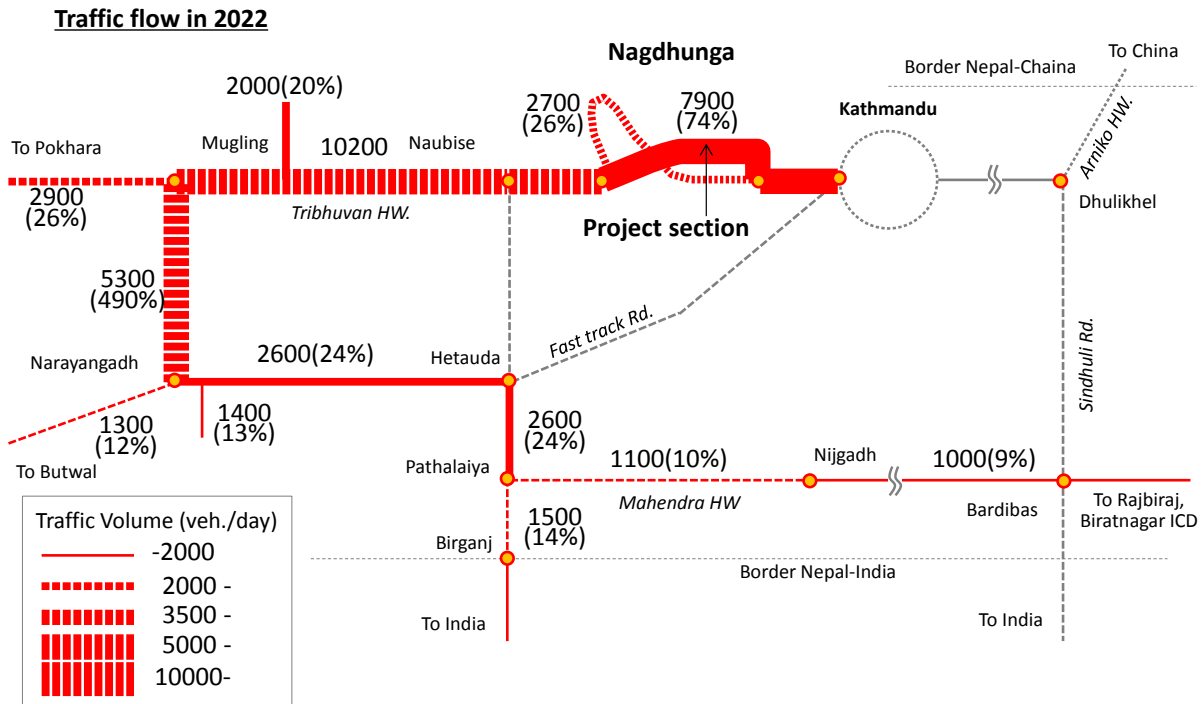 Traffic flow in 2022
To China
Nagdhunga
Border Nepal-Chaina
2000(20%)
2700
(26%)
7900
(74%)
Kathmandu
Arniko HW.
To Pokhara
Mugling
10200
Naubise
2900
(26%)
Tribhuvan HW.
Project section
Dhulikhel
5300
(490%)
Fast track Rd.
Sindhuli Rd.
Narayangadh
2600(24%)
Hetauda
1300
(12%)
1400
(13%)
2600
(24%)
To Butwal
Pathalaiya
1100(10%)
Nijgadh
1000(9%)
Mahendra HW
Bardibas
To Rajbiraj,
Biratnagar ICD
1500
(14%)
Birganj
Border Nepal-India
To India
To India
Traffic Volume (veh./day)
-2000
2000 -
3500 -
5000 -
10000-